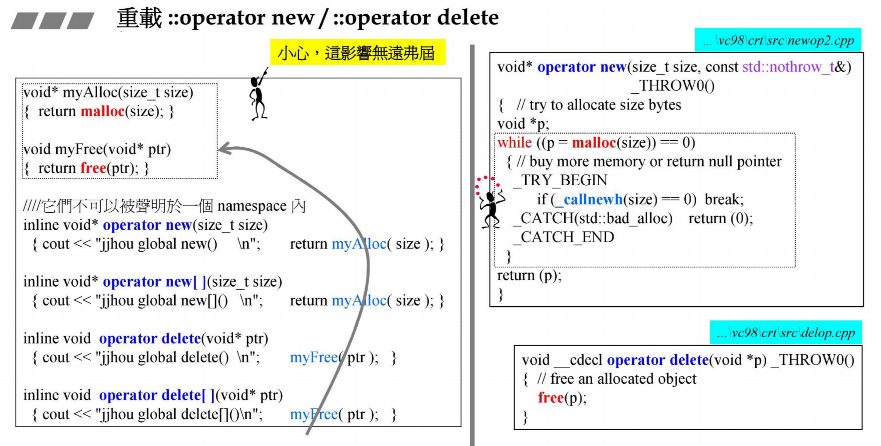 重載 ::operator new / ::operator delete
小心，這影響無遠弗屆
void* myAlloc(size_t size)
{ return malloc(size); }
void myFree(void* ptr)
{ return free(ptr); }
////它們不可以被聲明於一個 namespace 內
inline void* operator new(size_t size)
{ cout << "jjhou global new() \n"; return myAlloc( size ); }
inline void* operator new[ ](size_t size)
{ cout << "jjhou global new[]() \n"; return myAlloc( size ); }
inline void operator delete(void* ptr)
{ cout << "jjhou global delete() \n"; myFree( ptr ); }
inline void operator delete[ ](void* ptr)
{ cout << "jjhou global delete[]()\n"; myFree( ptr ); }
...\vc98\crt\src\newop2.cpp
void* operator new(size_t size, const std::nothrow_t&)
_THROW0()
{ // try to allocate size bytes
void *p;
while ((p = malloc(size)) == 0)
{ // buy more memory or return null pointer
_TRY_BEGIN
if (_callnewh(size) == 0) break;
_CATCH(std::bad_alloc) return (0);
_CATCH_END
}
return (p);
}
...\vc98\crt\src\delop.cpp
void __cdecl operator delete(void *p) _THROW0()
{ // free an allocated object
free(p);
}